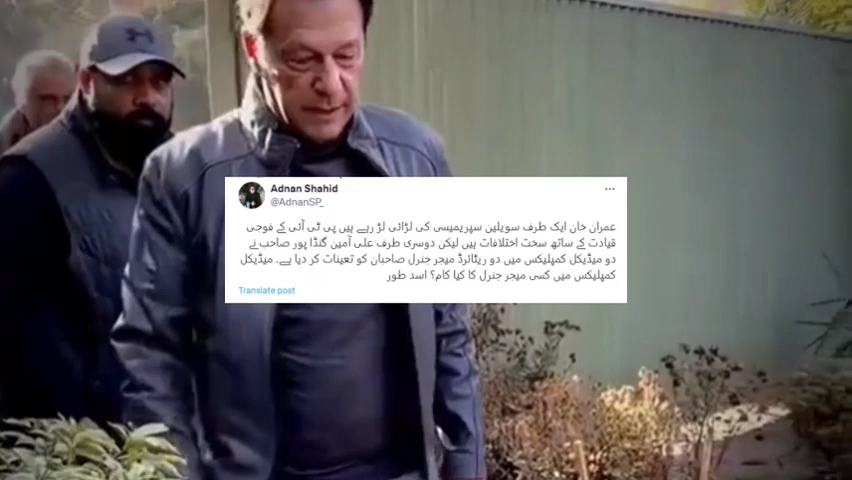 Adnan Shahid
@AdnanSP_
عمران خان ایک طرف سویلین سپریمیسی کی لڑائی لڑ رہے ہیں پی ٹی آئی کے فوجی
قیادت کے ساتھ سخت اختلافات ہیں لیکن دوسری طرف علی آمین گنڈا پور صاحب نے
دو میڈیکل کمپلیکس میں دو ریٹائرڈ میجر جنرل صاحبان کو تعینات کر دیا ہے۔ میڈیکل
کمپلیکس میں کسی میجر جنرل کا کیا کام؟ اسد طور
Translate post